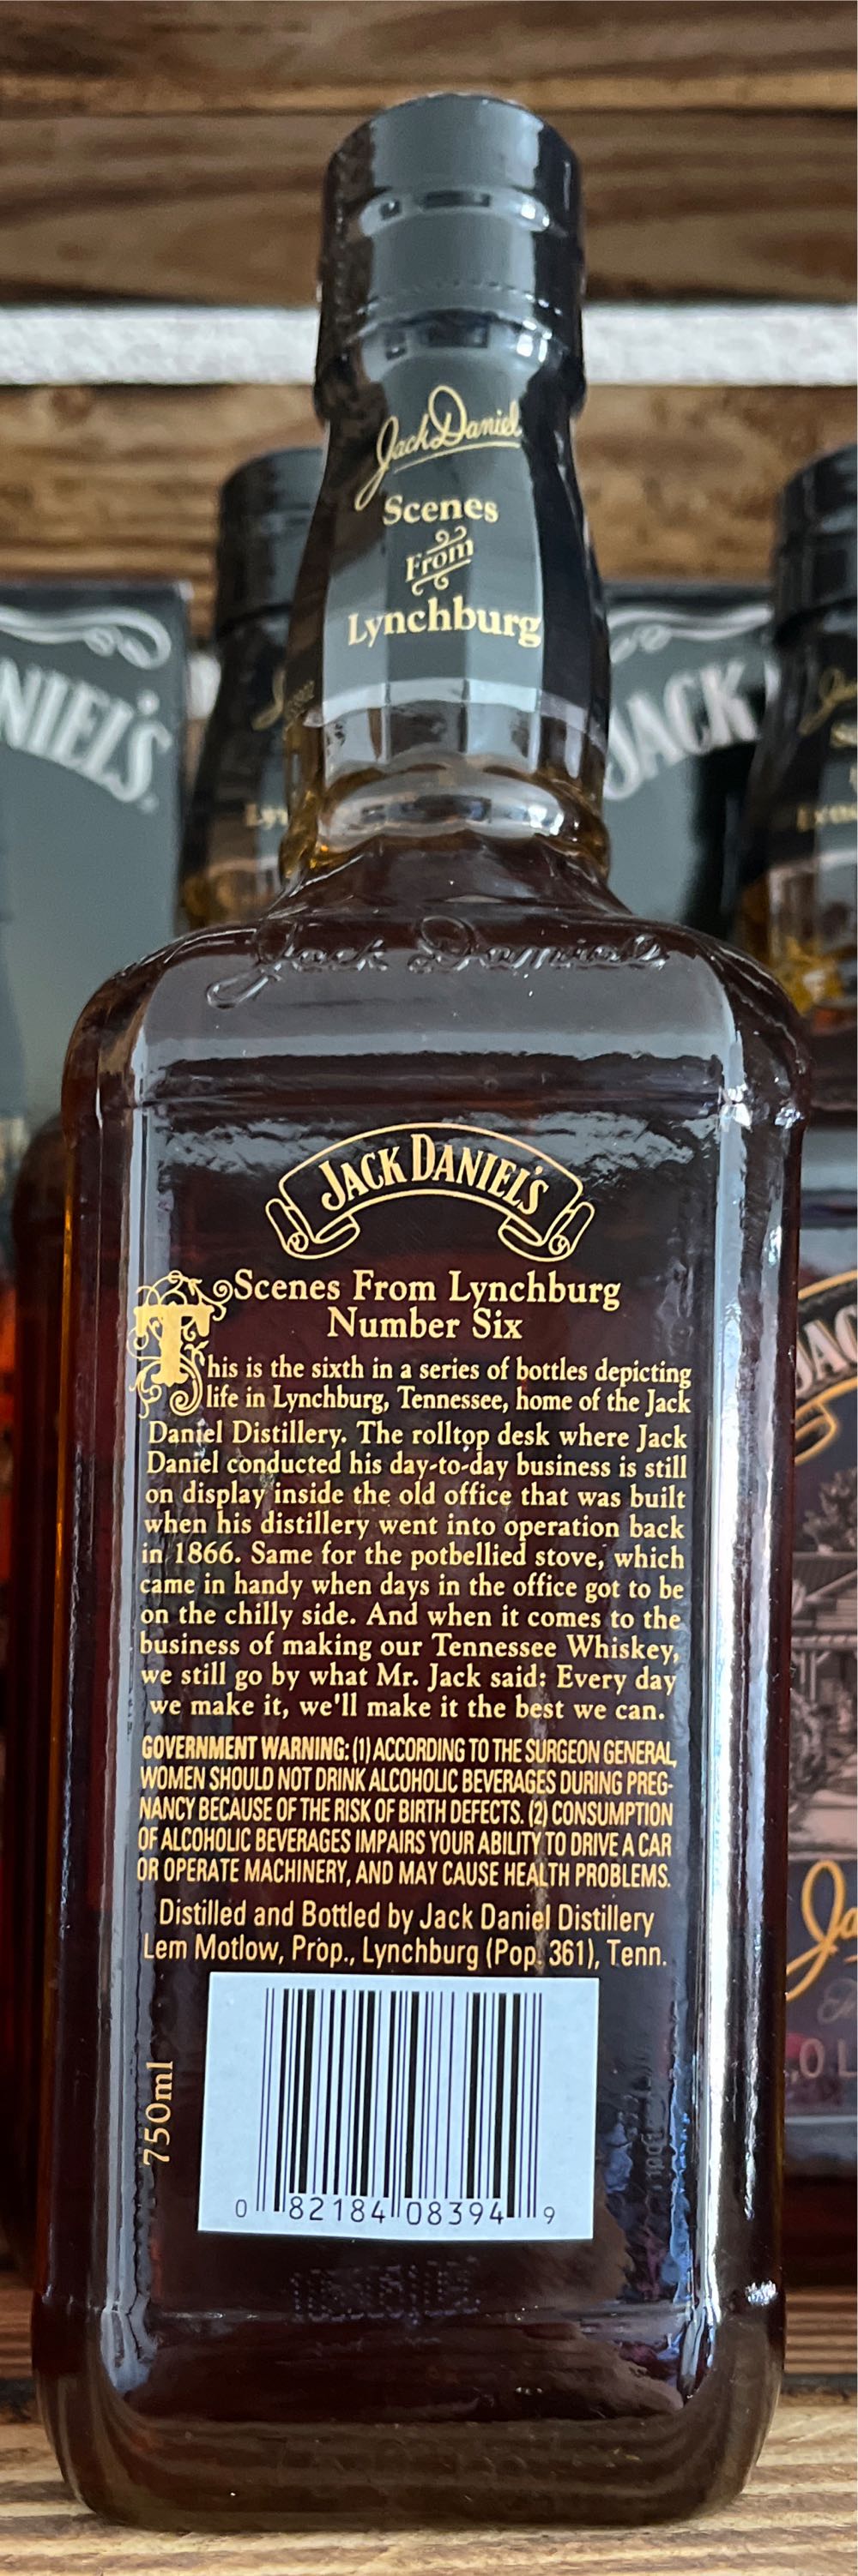 Jack Daniel
Scenes
From
Lynchburg
NIEL'S
JACK
Jack Daniel's
JACK DANIEL'S
Scenes From Lynchburg
Number Six
This is the sixth in a series of bottles depicting
life in Lynchburg, Tennessee, home of the Jack
Daniel Distillery. The rolltop desk where Jack
Daniel conducted his day-to-day business is still
on display inside the old office that was built
when his distillery went into operation back
in 1866. Same for the potbellied stove, which
came in handy when days in the office got to be
on the chilly side. And when it comes to the
business of making our Tennessee Whiskey,
we still go by what Mr. Jack said: Every day
we make it, we'll make it the best we can.
GOVERNMENT WARNING: (1) ACCORDING TO THE SURGEON GENERAL,
WOMEN SHOULD NOT DRINK ALCOHOLIC BEVERAGES DURING PREG-
NANCY BECAUSE OF THE RISK OF BIRTH DEFECTS. (2) CONSUMPTION
OF ALCOHOLIC BEVERAGES IMPAIRS YOUR ABILITY TO DRIVE A CAR
OR OPERATE MACHINERY, AND MAY CAUSE HEALTH PROBLEMS.
Distilled and Bottled by Jack Daniel Distillery
Lem Motlow, Prop., Lynchburg (Pop. 361), Tenn.
750ml
0 82184 08394 9